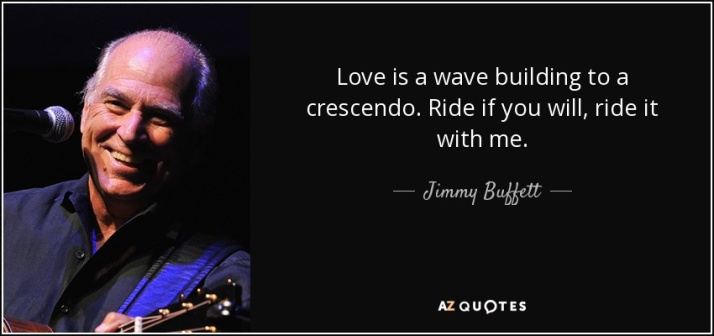 Love is a wave building to a
crescendo. Ride if you will, ride it
with me.
Jimmy Buffett
AZ QUOTES